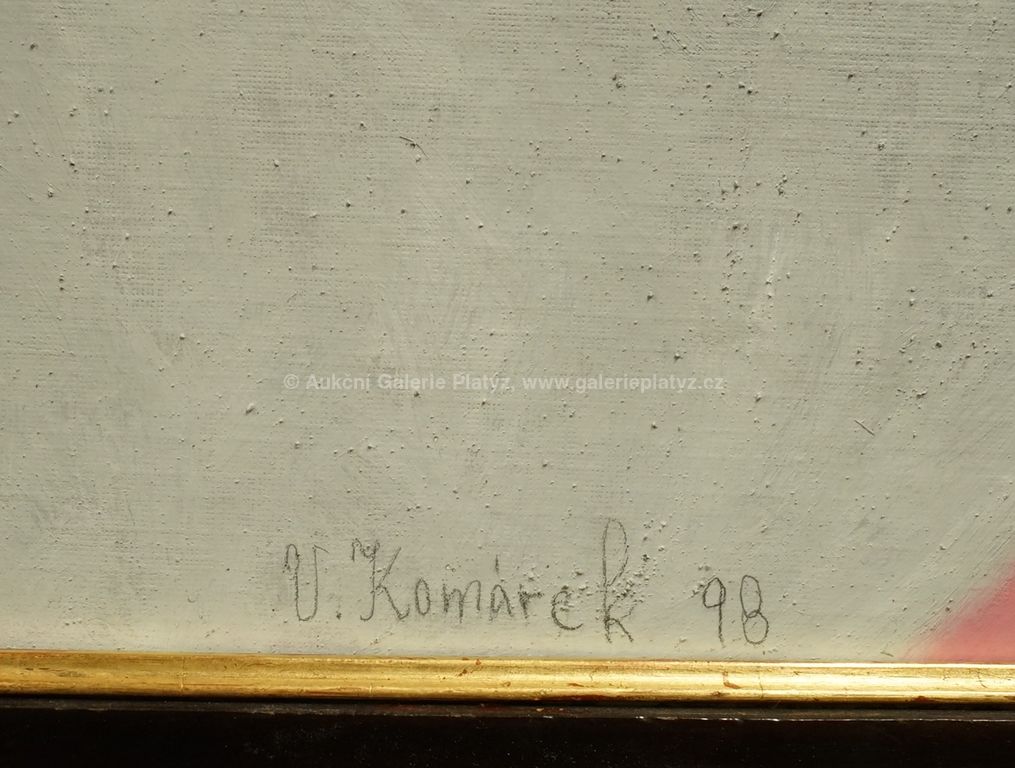 © Aukční Galerie Platýz, www.galerieplatyz.cz
V. Komárek 98